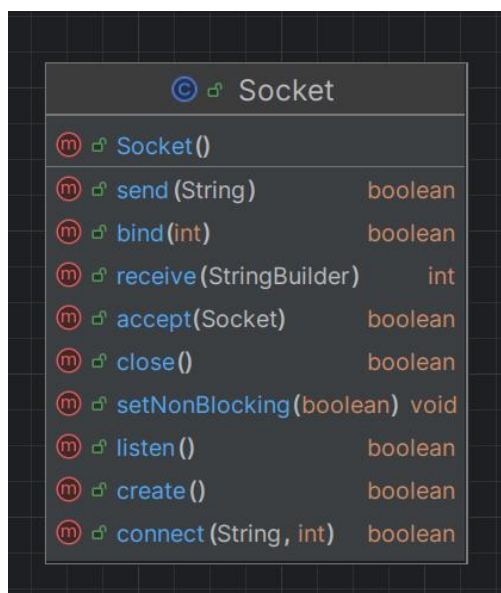 Socket
Socket()
send(String) boolean
bind(int) boolean
receive(StringBuilder) int
accept(Socket) boolean
close() boolean
setNonBlocking(boolean) void
listen() boolean
create() boolean
connect(String, int) boolean